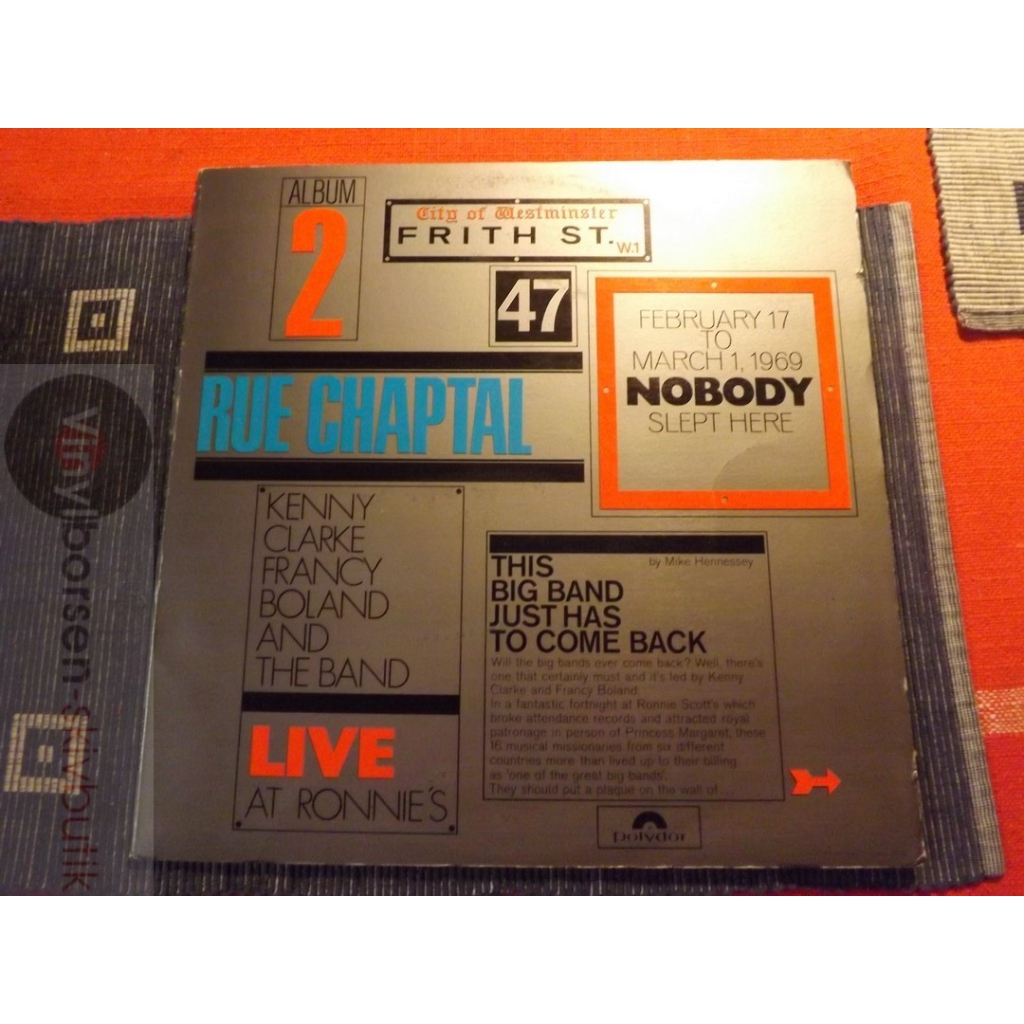 ALBUM
2
City of Westminster
FRITH ST. W.1
47
FEBRUARY 17
TO
MARCH 1, 1969
NOBODY
SLEPT HERE
RUE CHAPTAL
KENNY
CLARKE
FRANCY
BOLAND
AND
THE BAND
LIVE
AT RONNIE'S
by Mike Hennessey
THIS
BIG BAND
JUST HAS
TO COME BACK
Will the big bands ever come back? Well, there's
one that certainly must and it's led by Kenny
Clarke and Francy Boland.
In a fantastic fortnight at Ronnie Scott's which
broke attendance records and attracted royal
patronage in person of Princess Margaret, these
16 musical missionaries from six different
countries more than lived up to their billing
as 'one of the great big bands'.
They should put a plaque on the wall of...
polydor
Vinylborsen-skivbutik